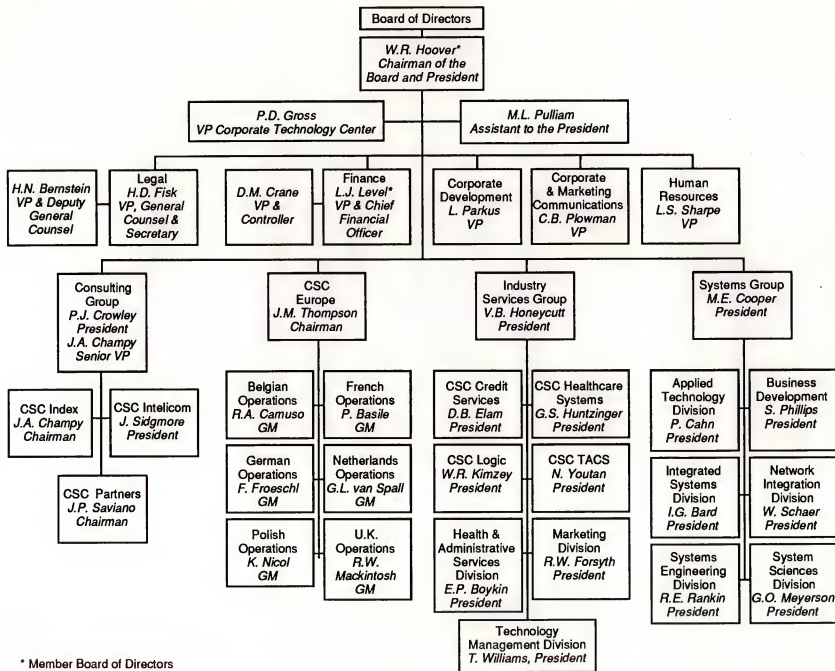 Board of Directors
W.R. Hoover*
Chairman of the
Board and President
P.D. Gross
VP Corporate Technology Center
M.L. Pulliam
Assistant to the President
H.N. Bernstein
VP & Deputy
General
Counsel
Legal
H.D. Fisk
VP, General
Counsel &
Secretary
D.M. Crane
VP &
Controller
Finance
L.J. Level*
VP & Chief
Financial
Officer
Corporate
Development
L. Parkus
VP
Corporate
& Marketing
Communications
C.B. Plowman
VP
Human
Resources
L.S. Sharpe
VP
Consulting
Group
P.J. Crowley
President
J.A. Champy
Senior VP
CSC
Europe
J.M. Thompson
Chairman
Industry
Services Group
V.B. Honeycutt
President
Systems Group
M.E. Cooper
President
CSC Index
J.A. Champy
Chairman
CSC Intelicom
J. Sidgmore
President
CSC Partners
J.P. Saviano
Chairman
Belgian
Operations
R.A. Camuso
GM
French
Operations
P. Basile
GM
German
Operations
F. Froeschl
GM
Netherlands
Operations
G.L. van Spall
GM
Polish
Operations
K. Nicol
GM
U.K.
Operations
R.W.
Mackintosh
GM
CSC Credit
Services
D.B. Elam
President
CSC Healthcare
Systems
G.S. Huntzinger
President
CSC Logic
W.R. Kimzey
President
CSC TACS
N. Youtan
President
Health &
Administrative
Services
Division
E.P. Boykin
President
Marketing
Division
R.W. Forsyth
President
Technology
Management Division
T. Williams, President
Applied
Technology
Division
P. Cahn
President
Business
Development
S. Phillips
President
Integrated
Systems
Division
I.G. Bard
President
Network
Integration
Division
W. Schaer
President
Systems
Engineering
Division
R.E. Rankin
President
System
Sciences
Division
G.O. Meyerson
President
* Member Board of Directors